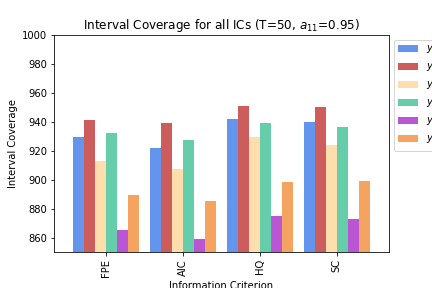 Interval Coverage for all ICs (T=50, a₁₁=0.95)
1000
980
960
940
920
900
880
860
Interval Coverage
y
y
y
y
y
y
FPE
AIC
HQ
SC
Information Criterion